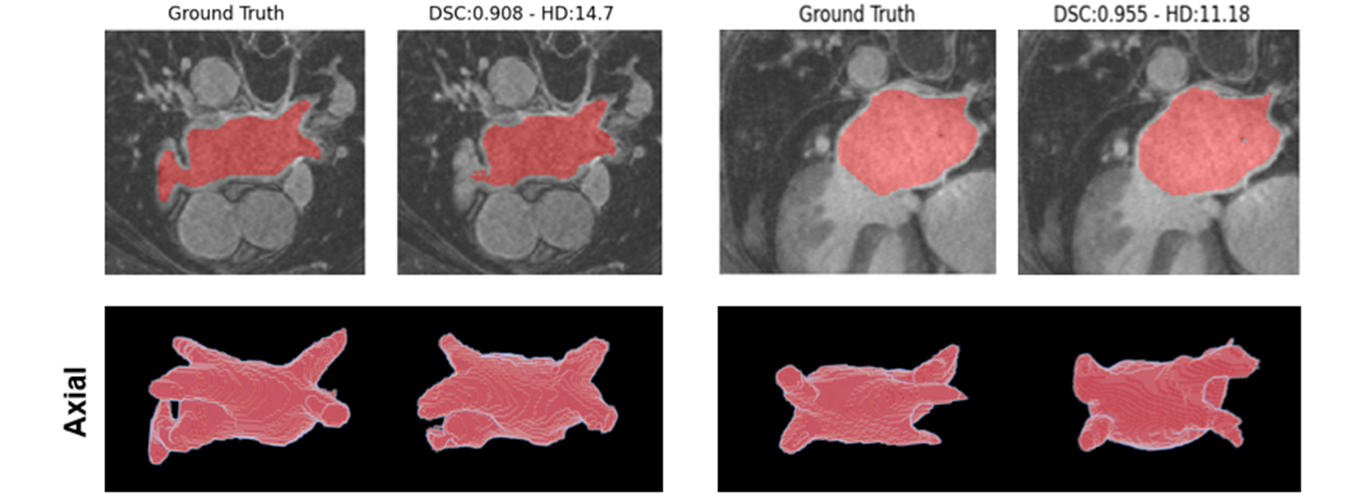 Ground Truth
DSC:0.908 - HD:14.7
Ground Truth
DSC:0.955 - HD:11.18
Axial